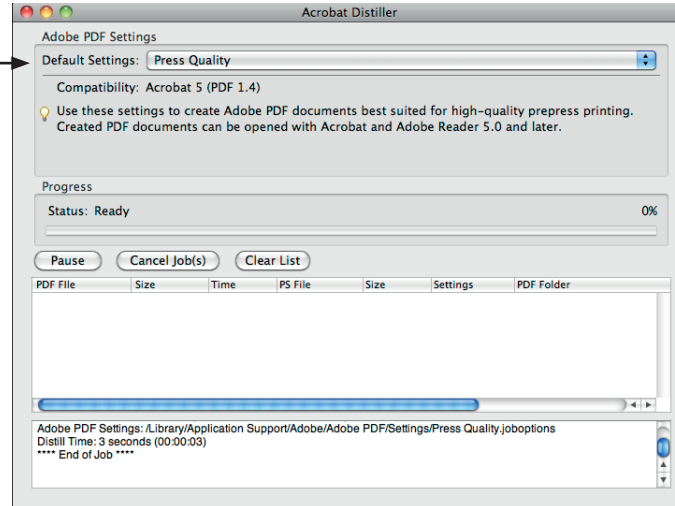 Acrobat Distiller
Adobe PDF Settings
Default Settings: Press Quality
Compatibility: Acrobat 5 (PDF 1.4)
Use these settings to create Adobe PDF documents best suited for high-quality prepress printing.
Created PDF documents can be opened with Acrobat and Adobe Reader 5.0 and later.
Progress
Status: Ready 0%
Pause Cancel Job(s) Clear List
PDF FIle Size Time PS File Size Settings PDF Folder
Adobe PDF Settings: /Library/Application Support/Adobe/Adobe PDF/Settings/Press Quality.joboptions
Distill Time: 3 seconds (00:00:03)
**** End of Job ****